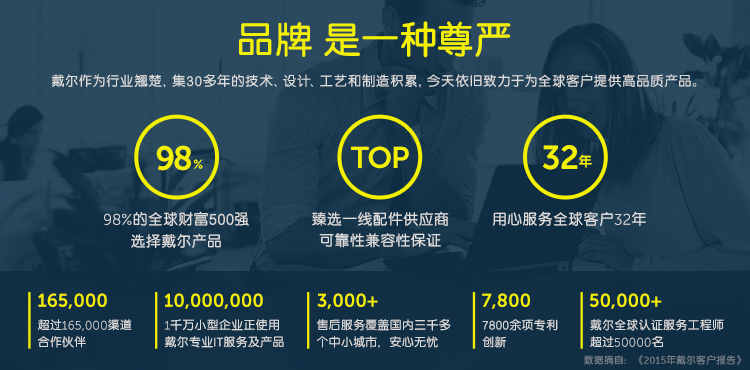 品牌 是一种尊严
戴尔作为行业翘楚，集30多年的技术、设计、工艺和制造积累，今天依旧致力于为全球客户提供高品质产品。
98%
98%的全球财富500强
选择戴尔产品
TOP
臻选一线配件供应商
可靠性兼容性保证
32年
用心服务全球客户32年
165,000
超过165,000渠道
合作伙伴
10,000,000
1千万小型企业正使用
戴尔专业IT服务及产品
3,000+
售后服务覆盖国内三千多
个中小城市，安心无忧
7,800
7800余项专利
创新
50,000+
戴尔全球认证服务工程师
超过50000名
数据摘自：《2015年戴尔客户报告》